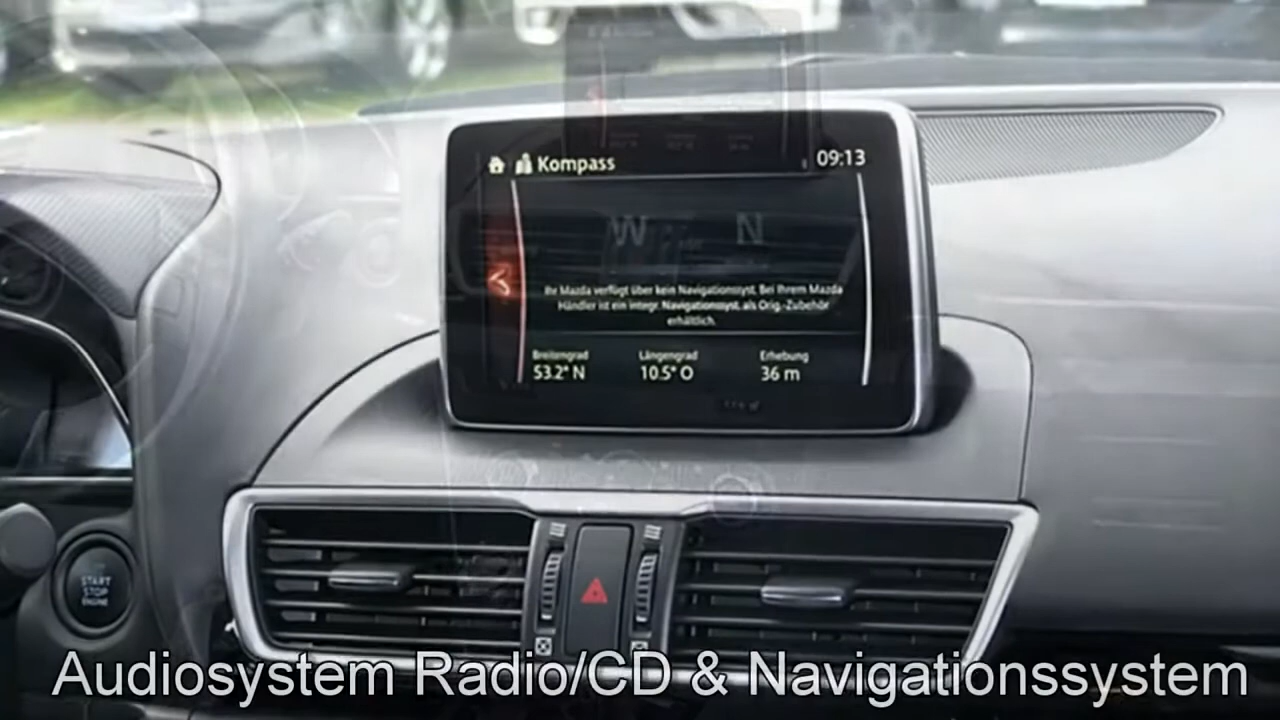 Kompass
09:13
W N
Ihr Mazda verfügt über kein Navigationssyst. Bei Ihrem Mazda
Händler ist ein integr. Navigationssyst. als Orig.-Zubehör
erhältlich.
Breitengrad Längengrad Erhebung
53.2° N 10.5° O 36 m
START
STOP
ENGINE
Audiosystem Radio/CD & Navigationssystem